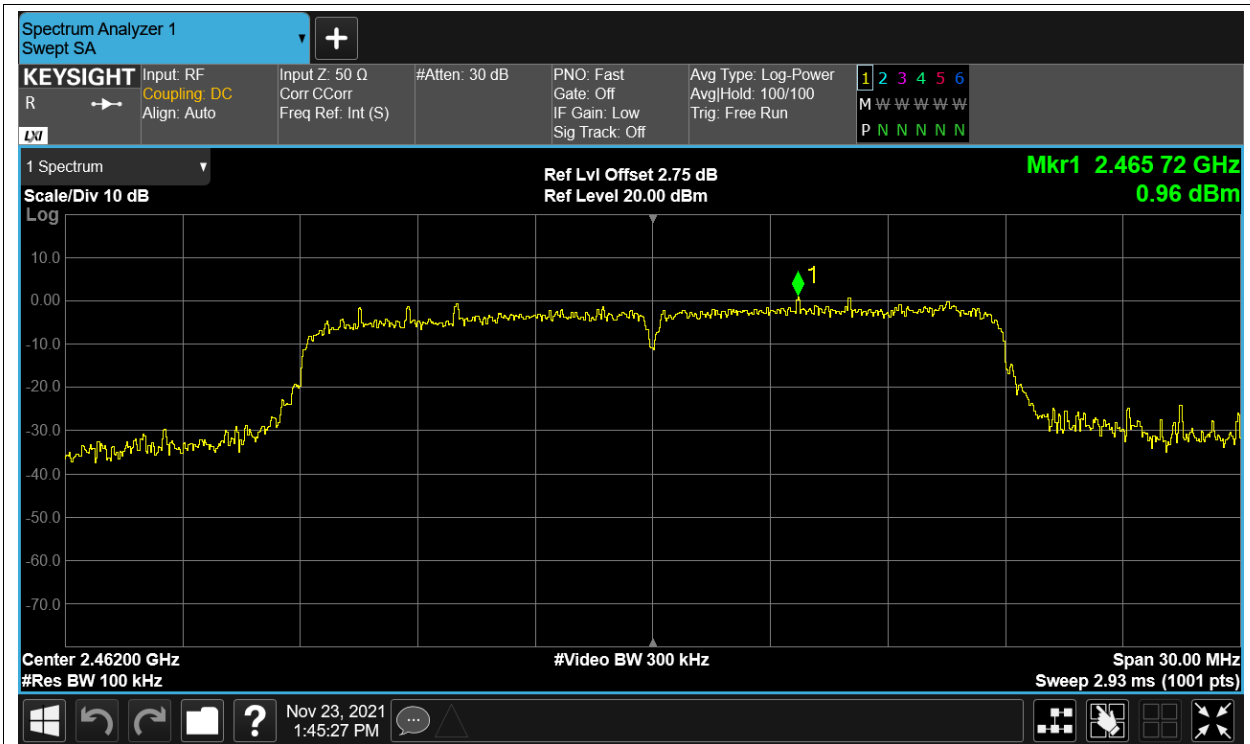 Spectrum Analyzer 1
Swept SA
KEYSIGHT
R
LXI
Input: RF
Coupling: DC
Align: Auto
Input Z: 50 Ω
Corr CCorr
Freq Ref: Int (S)
#Atten: 30 dB
PNO: Fast
Gate: Off
IF Gain: Low
Sig Track: Off
Avg Type: Log-Power
Avg|Hold: 100/100
Trig: Free Run
1 2 3 4 5 6
M W W W W W W
P N N N N N
1 Spectrum
Scale/Div 10 dB
Log
Ref Lvl Offset 2.75 dB
Ref Level 20.00 dBm
Mkr1 2.465 72 GHz
0.96 dBm
10.0
0.00
-10.0
-20.0
-30.0
-40.0
-50.0
-60.0
-70.0
1
Center 2.46200 GHz
#Video BW 300 kHz
Span 30.00 MHz
#Res BW 100 kHz
Sweep 2.93 ms (1001 pts)
?
Nov 23, 2021
1:45:27 PM